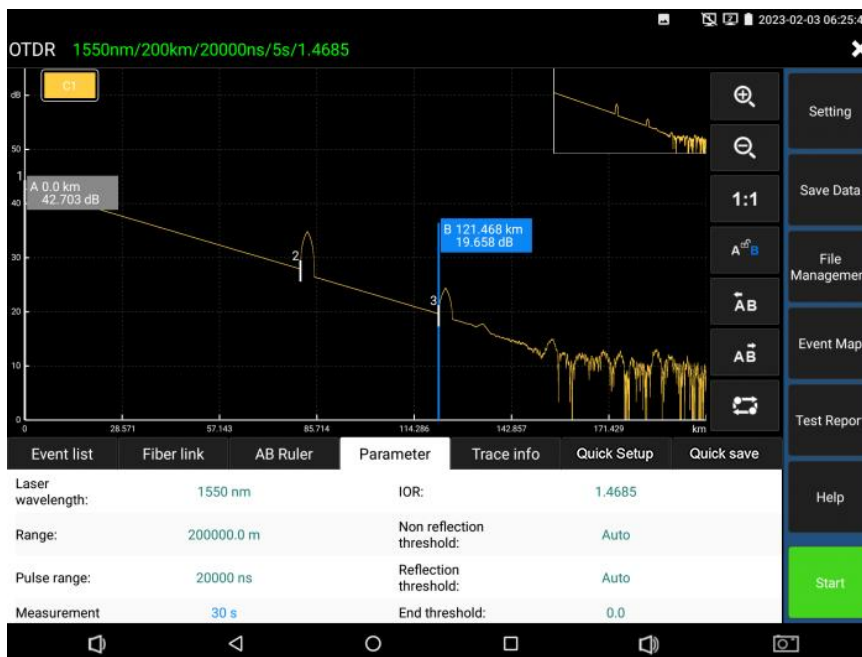 2023-02-03 06:25:4
OTDR 1550nm/200km/20000ns/5s/1.4685
C1
dB
50
40
30
20
10
0
1
A 0.0 km
42.703 dB
2
B 121.468 km
19.658 dB
3
0 28.571 57.143 85.714 114.286 142.857 171.429 km
1:1
A B
AB
AB
Setting
Save Data
File
Managemen
Event Map
Test Repor
Help
Start
Event list Fiber link AB Ruler Parameter Trace info Quick Setup Quick save
Laser
wavelength: 1550 nm IOR: 1.4685
Range: 200000.0 m Non reflection
threshold: Auto
Pulse range: 20000 ns Reflection
threshold: Auto
Measurement 30 s End threshold: 0.0